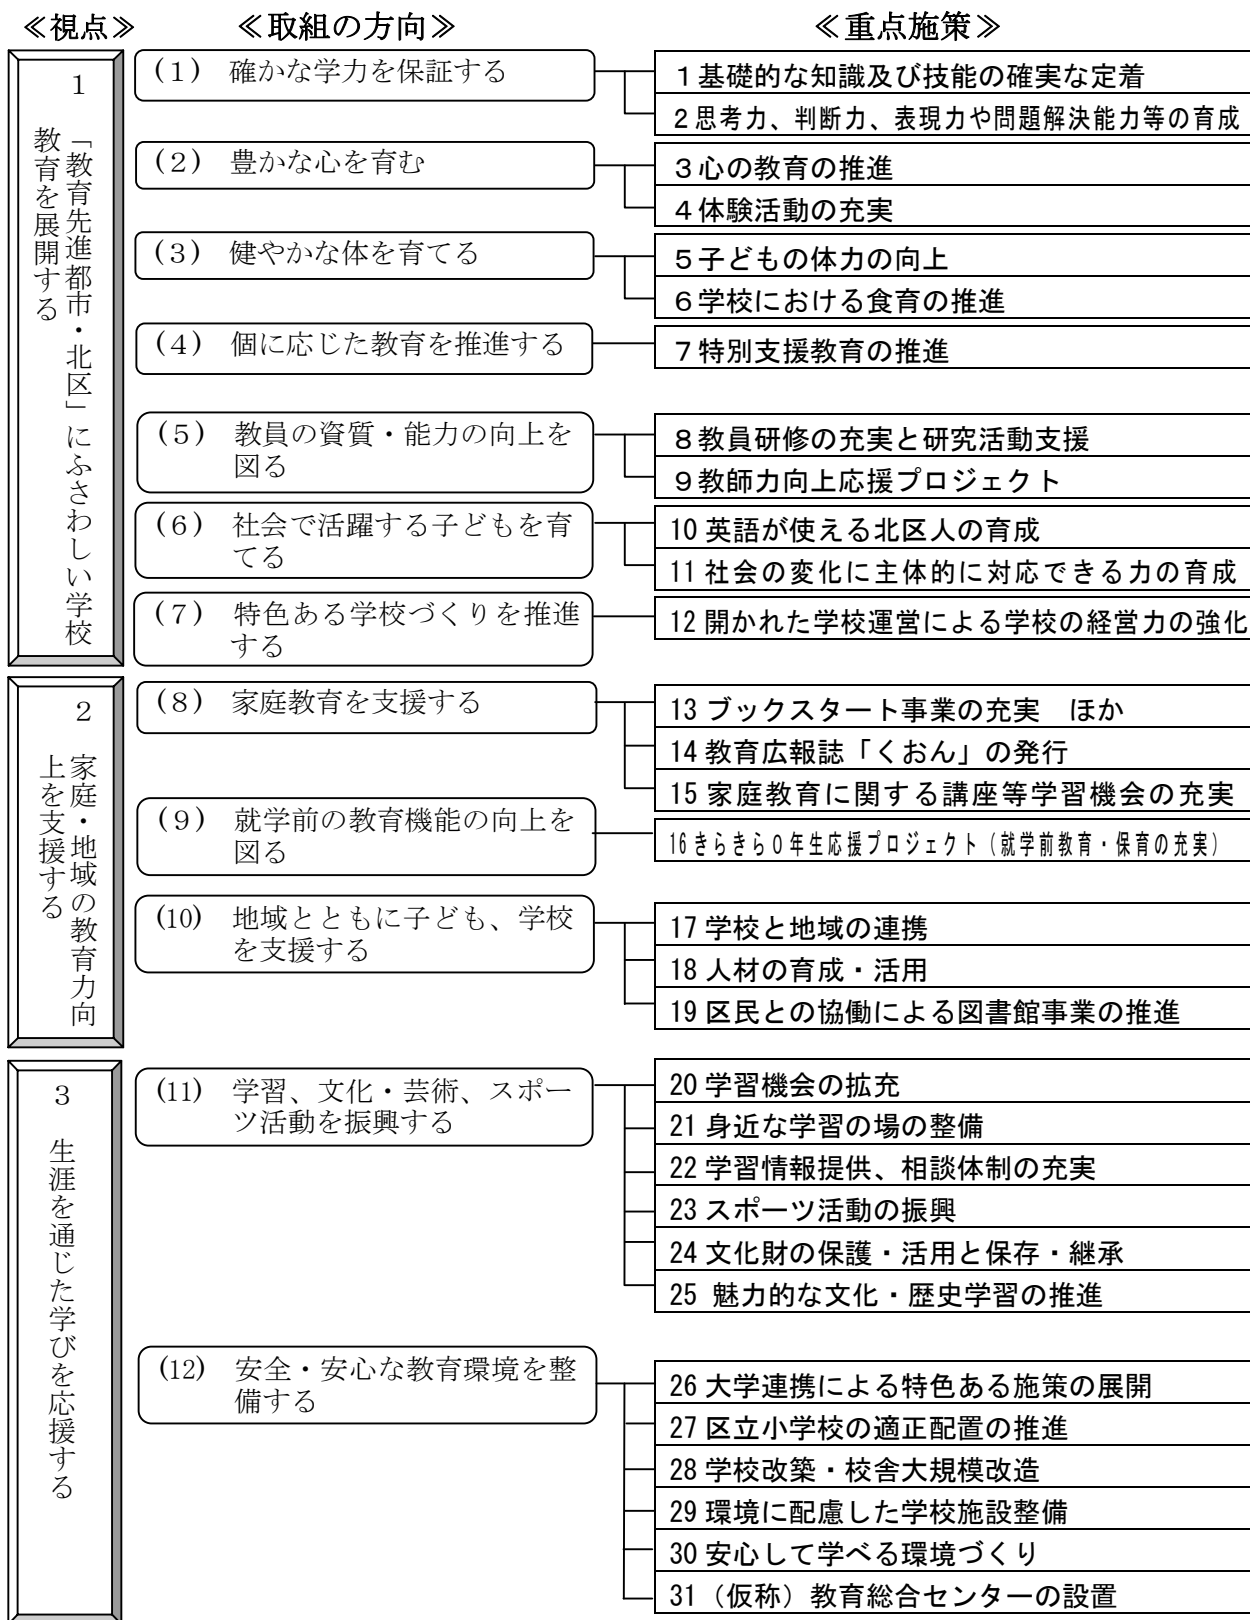 ≪視点≫ ≪取組の方向≫ ≪重点施策≫
1
「教育先進都市・北区」にふさわしい学校
教育を展開する
(1) 確かな学力を保証する
1基礎的な知識及び技能の確実な定着
2思考力、判断力、表現力や問題解決能力等の育成
(2) 豊かな心を育む
3心の教育の推進
4体験活動の充実
(3) 健やかな体を育てる
5子どもの体力の向上
6学校における食育の推進
(4) 個に応じた教育を推進する
7特別支援教育の推進
(5) 教員の資質・能力の向上を
図る
8教員研修の充実と研究活動支援
9教師力向上応援プロジェクト
(6) 社会で活躍する子どもを育
てる
10 英語が使える北区人の育成
11 社会の変化に主体的に対応できる力の育成
(7) 特色ある学校づくりを推進
する
12 開かれた学校運営による学校の経営力の強化
2
家庭・地域の教育力向
上を支援する
(8) 家庭教育を支援する
13 ブックスタート事業の充実 ほか
14 教育広報誌「くおん」の発行
15 家庭教育に関する講座等学習機会の充実
(9) 就学前の教育機能の向上を
図る
16 きらきら0年生応援プロジェクト(就学前教育・保育の充実)
(10) 地域とともに子ども、学校
を支援する
17 学校と地域の連携
18 人材の育成・活用
19 区民との協働による図書館事業の推進
3
生涯を通じた学びを応援する
(11) 学習、文化・芸術、スポー
ツ活動を振興する
20 学習機会の拡充
21 身近な学習の場の整備
22 学習情報提供、相談体制の充実
23 スポーツ活動の振興
24 文化財の保護・活用と保存・継承
25 魅力的な文化・歴史学習の推進
(12) 安全・安心な教育環境を整
備する
26 大学連携による特色ある施策の展開
27 区立小学校の適正配置の推進
28 学校改築・校舎大規模改造
29 環境に配慮した学校施設整備
30 安心して学べる環境づくり
31 (仮称)教育総合センターの設置